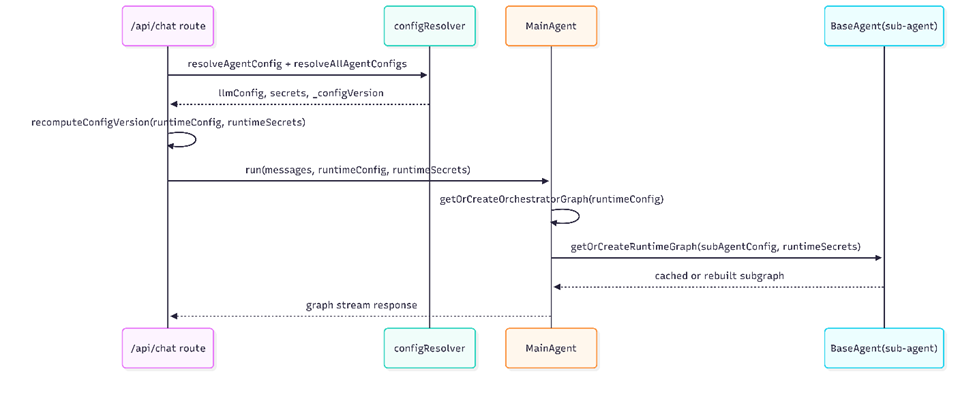 /api/chat route
configResolver
MainAgent
BaseAgent(sub-agent)
resolveAgentConfig + resolveAllAgentConfigs
llmConfig, secrets, _configVersion
recomputeConfigVersion(runtimeConfig, runtimeSecrets)
run(messages, runtimeConfig, runtimeSecrets)
getOrCreateOrchestratorGraph(runtimeConfig)
getOrCreateRuntimeGraph(subAgentConfig, runtimeSecrets)
cached or rebuilt subgraph
graph stream response
/api/chat route
configResolver
MainAgent
BaseAgent(sub-agent)